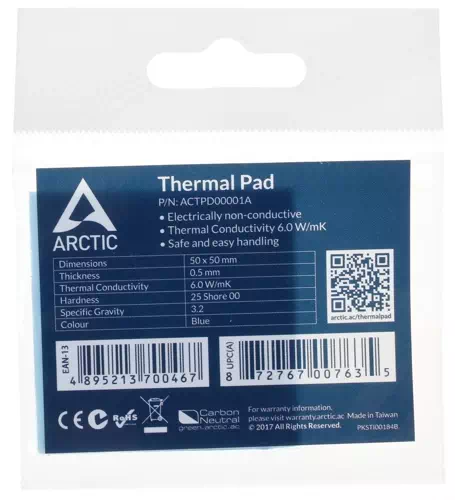 Thermal Pad
P/N: ACTPD00001A
• Electrically non-conductive
• Thermal Conductivity 6.0 W/mK
• Safe and easy handling
ARCTIC
Dimensions 50 x 50 mm
Thickness 0.5 mm
Thermal Conductivity 6.0 W/mK
Hardness 25 Shore 00
Specific Gravity 3.2
Colour Blue
arctic.ac/thermalpad
EAN-13
4 895213 700467
UPC(A)
8 72767 00763 5
CE
RoHS
Carbon
Neutral
green.arctic.ac
For warranty information,
please visit
warranty.arctic.ac Made in Taiwan
© 2017 All Rights Reserved. PKSTI00184B